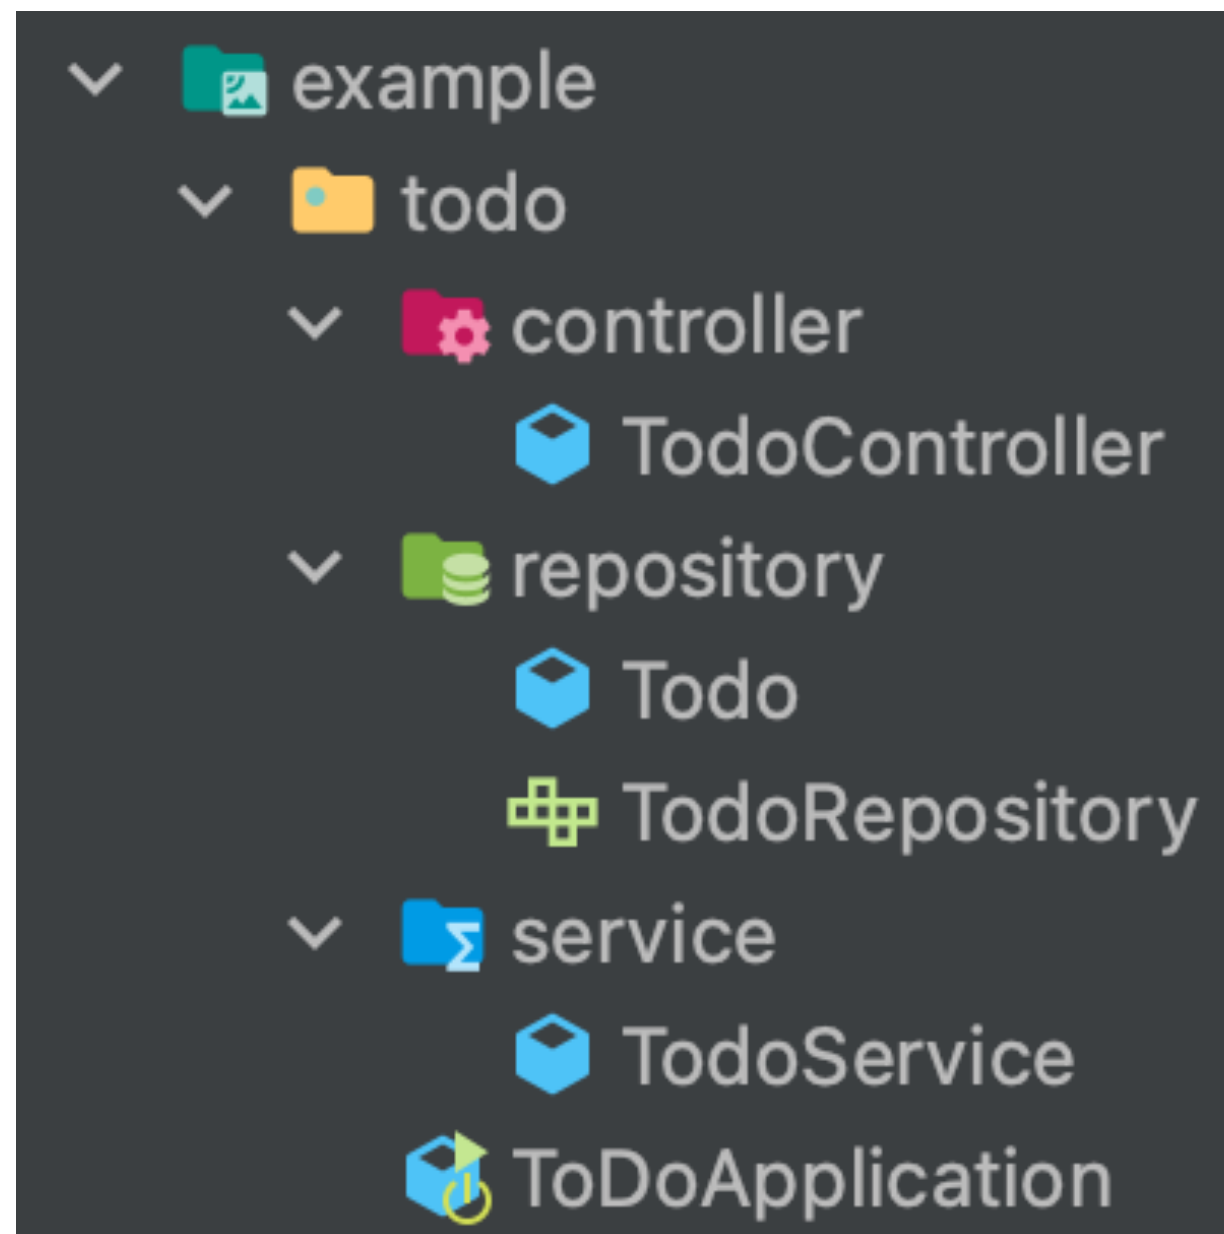 example
todo
controller
TodoController
repository
Todo
TodoRepository
service
TodoService
ToDoApplication